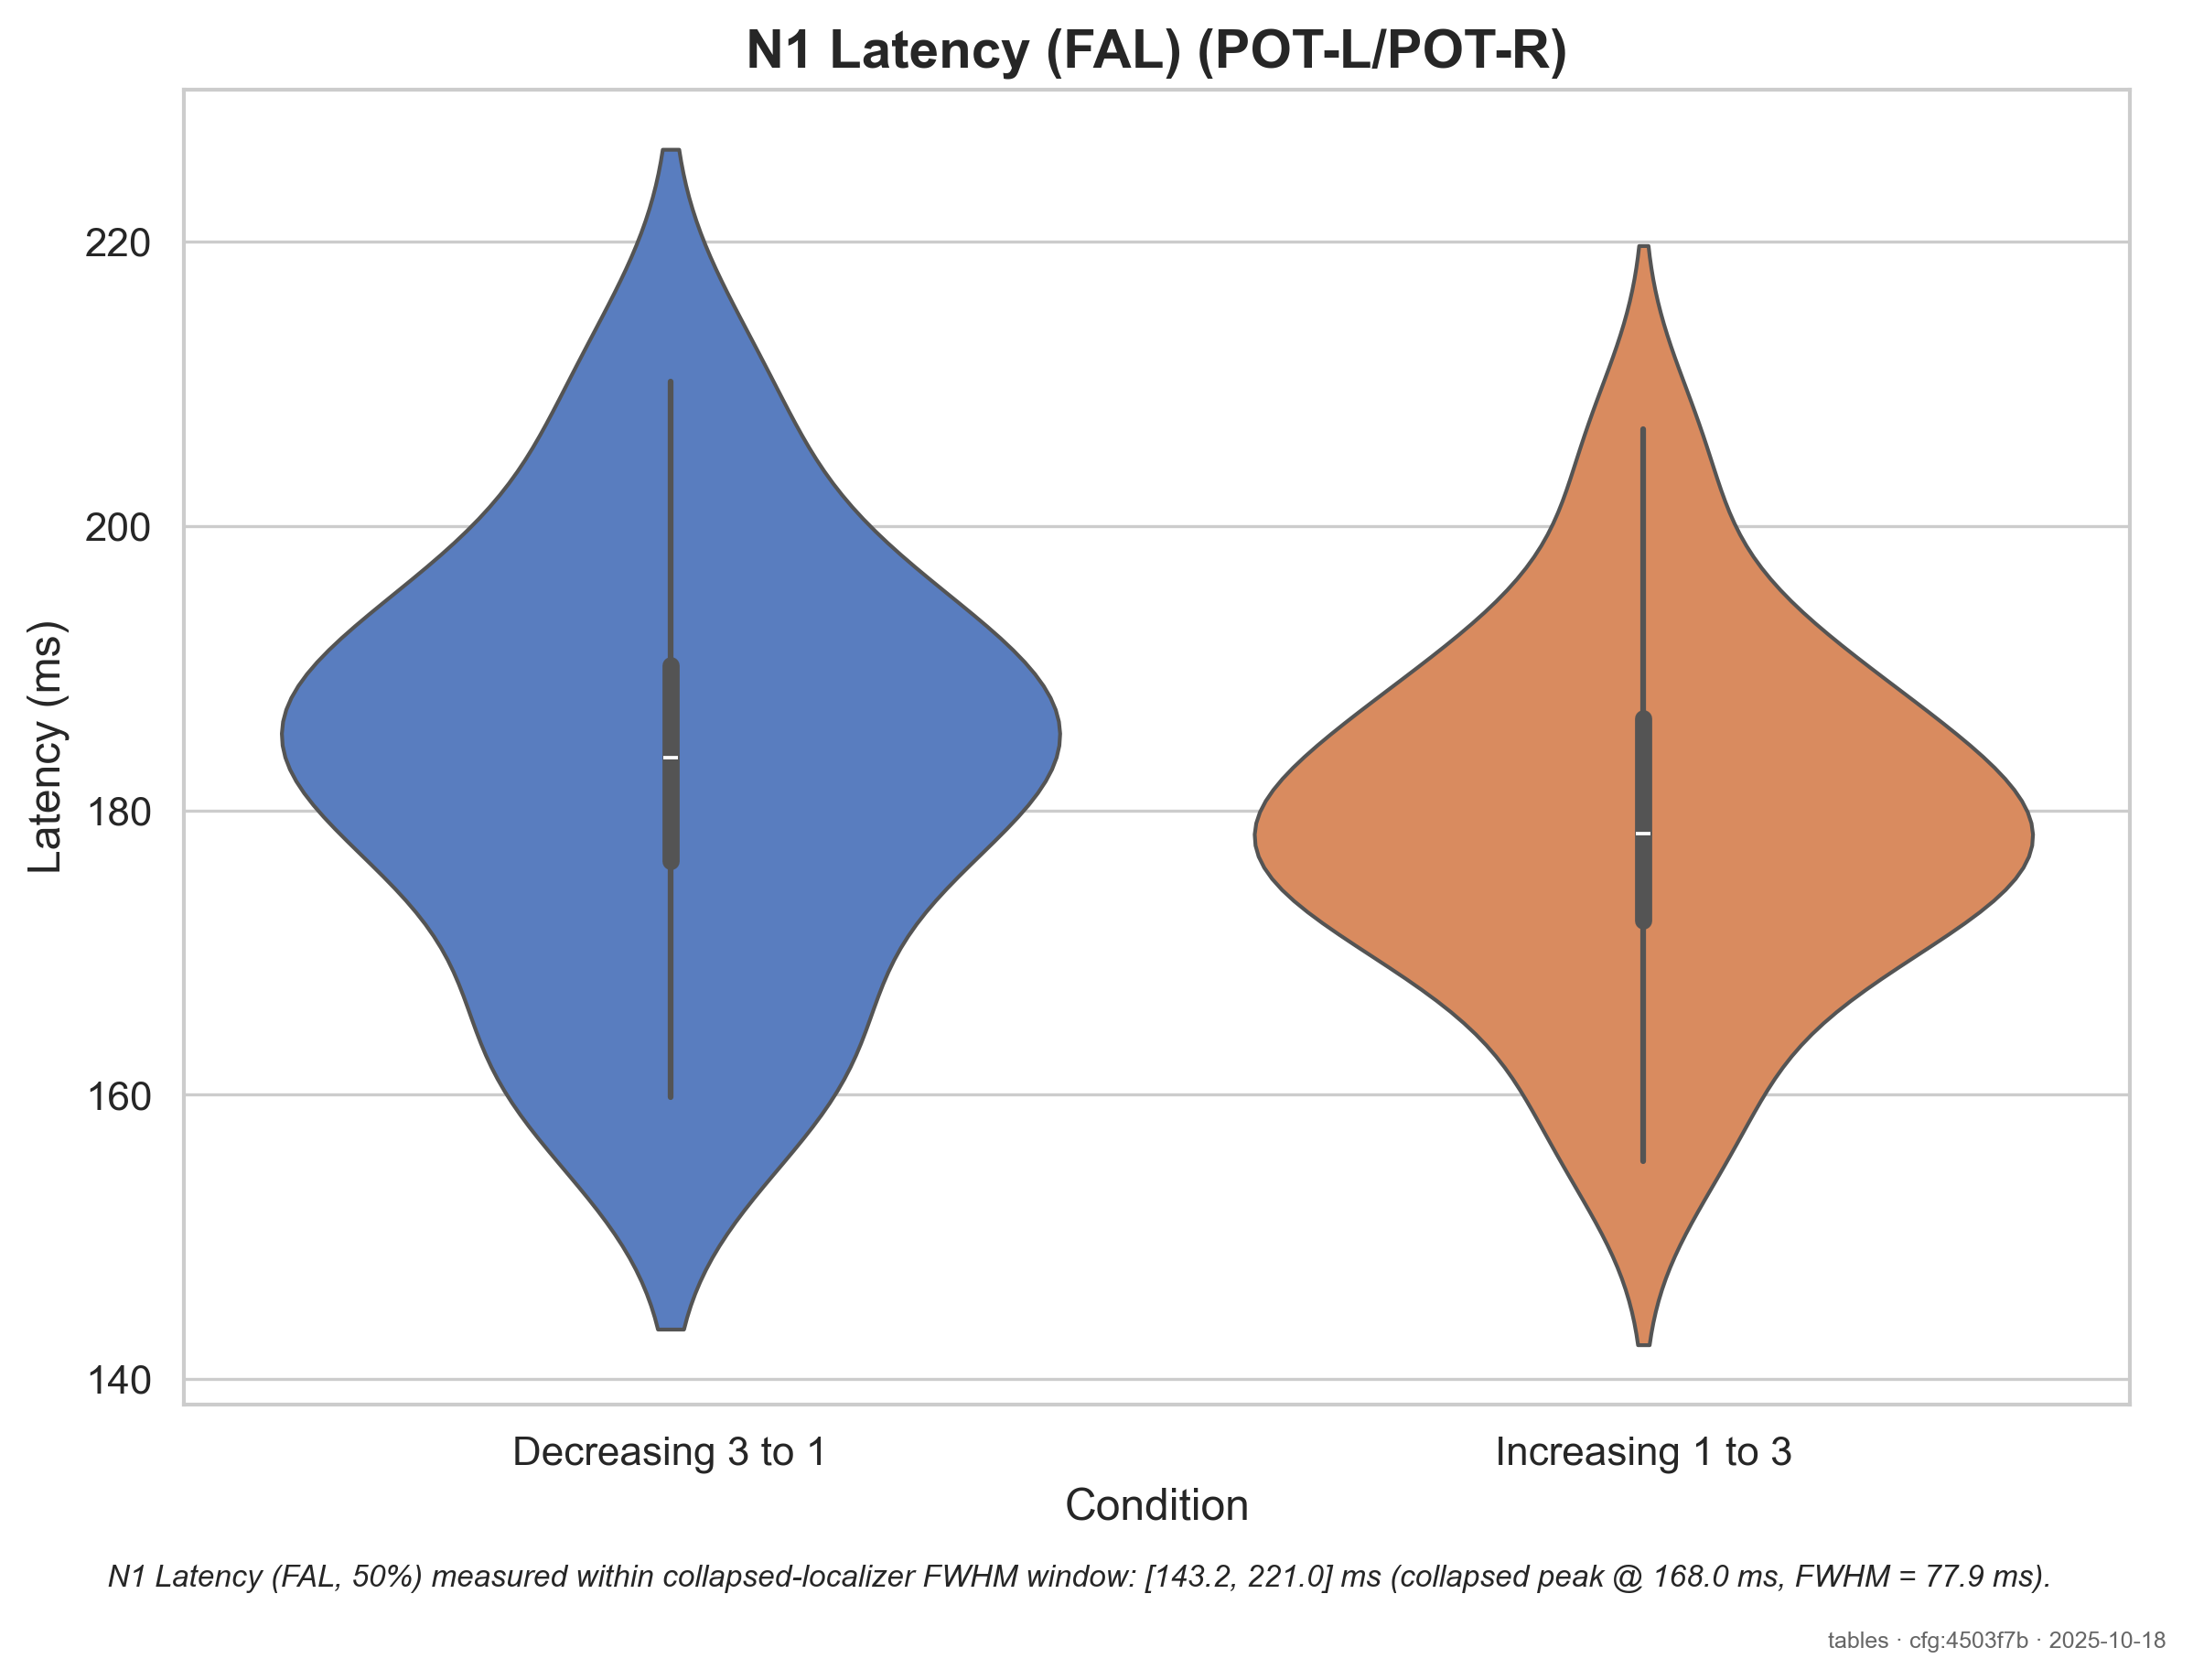 N1 Latency (FAL) (POT-L/POT-R)
Latency (ms)
220
200
180
160
140
Decreasing 3 to 1
Increasing 1 to 3
Condition
N1 Latency (FAL, 50%) measured within collapsed-localizer FWHM window: [143.2, 221.0] ms (collapsed peak @ 168.0 ms, FWHM = 77.9 ms).
tables · cfg:4503f7b · 2025-10-18